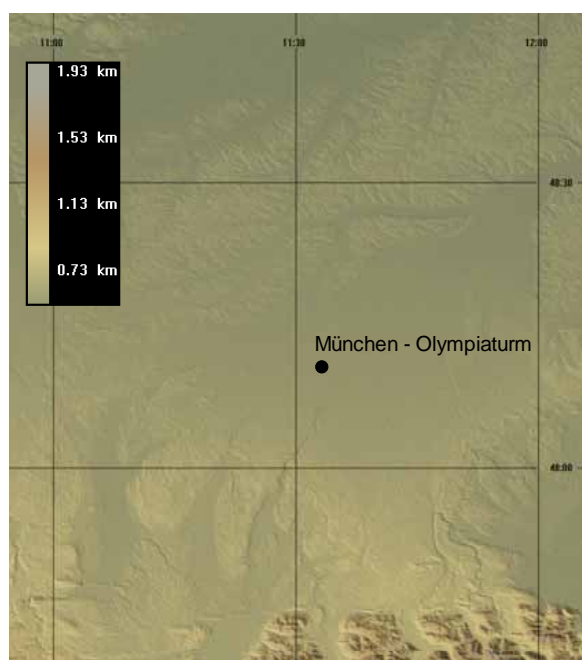 11:00 11:30 12:00
1.93 km
1.53 km
1.13 km
48:30
0.73 km
München - Olympiaturm
48:00